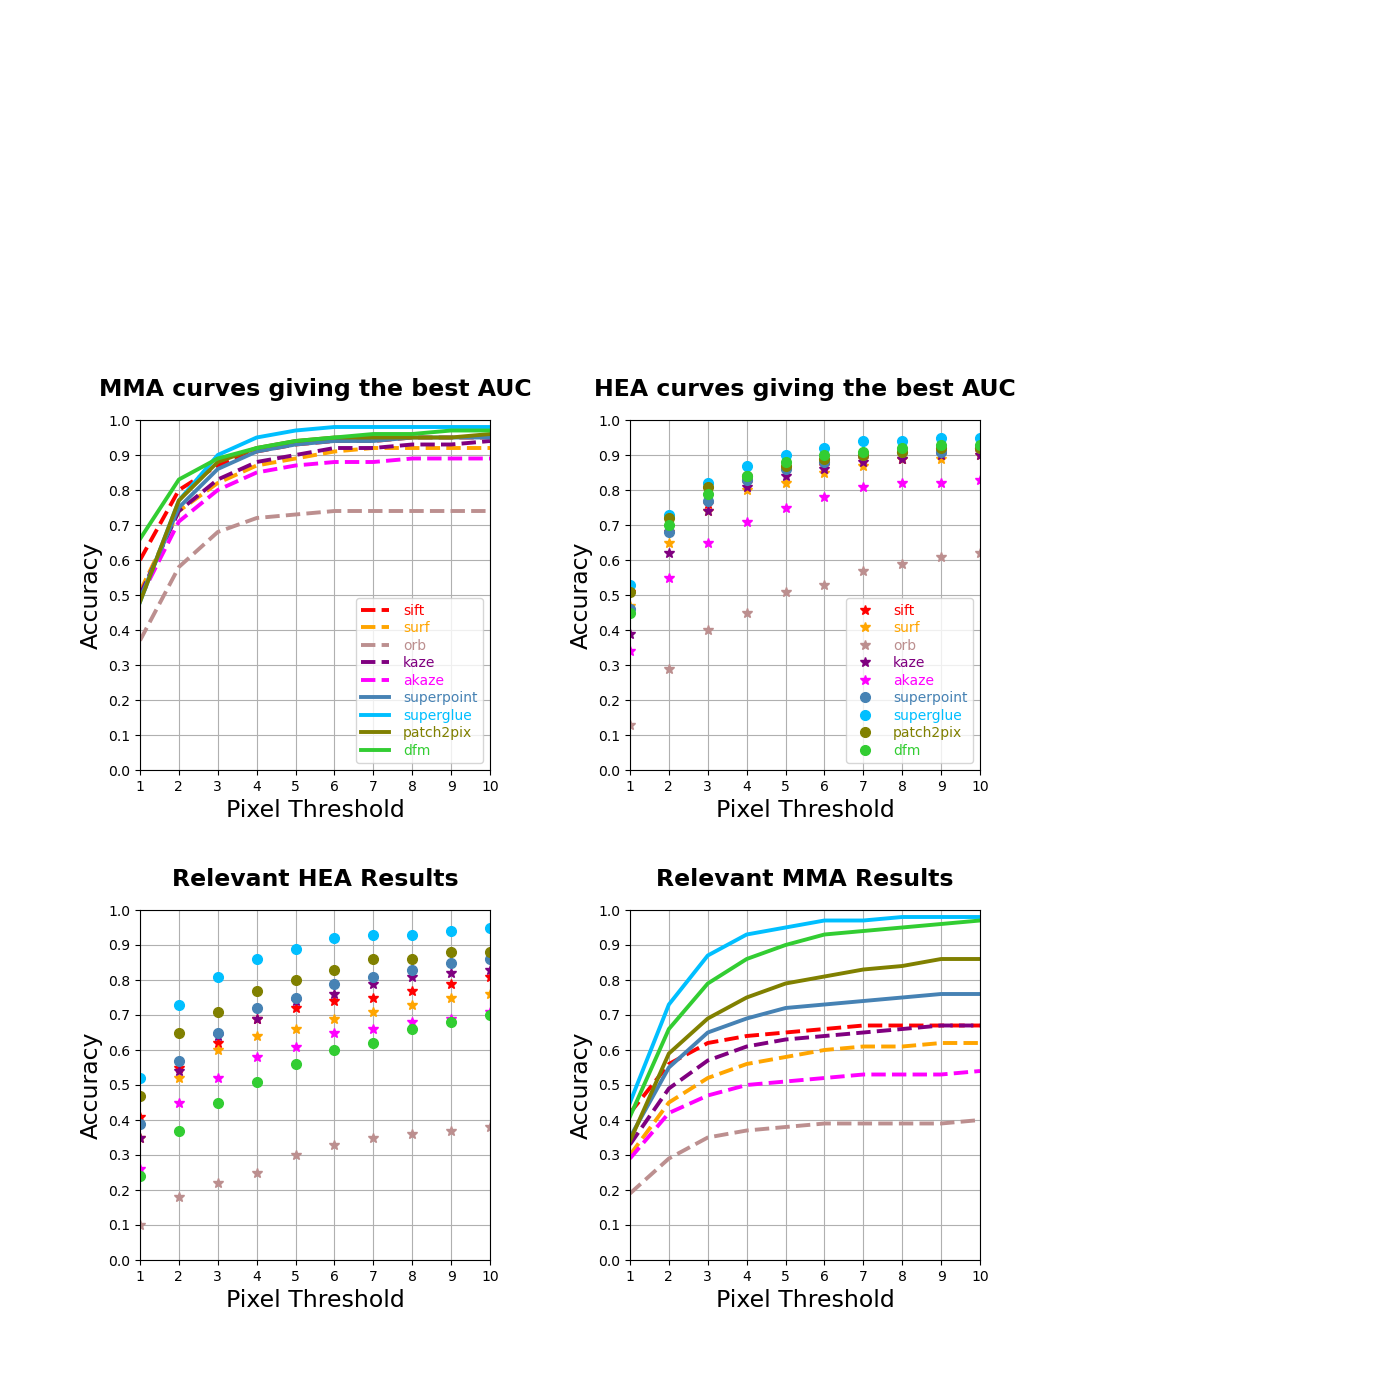 MMA curves giving the best AUC
1.0
0.9
0.8
0.7
0.6
0.5
0.4
0.3
0.2
0.1
0.0
Accuracy
sift
surf
orb
kaze
akaze
superpoint
superglue
patch2pix
dfm
1 2 3 4 5 6 7 8 9 10
Pixel Threshold
HEA curves giving the best AUC
1.0
0.9
0.8
0.7
0.6
0.5
0.4
0.3
0.2
0.1
0.0
Accuracy
sift
surf
orb
kaze
akaze
superpoint
superglue
patch2pix
dfm
1 2 3 4 5 6 7 8 9 10
Pixel Threshold
Relevant HEA Results
1.0
0.9
0.8
0.7
0.6
0.5
0.4
0.3
0.2
0.1
0.0
Accuracy
1 2 3 4 5 6 7 8 9 10
Pixel Threshold
Relevant MMA Results
1.0
0.9
0.8
0.7
0.6
0.5
0.4
0.3
0.2
0.1
0.0
Accuracy
1 2 3 4 5 6 7 8 9 10
Pixel Threshold